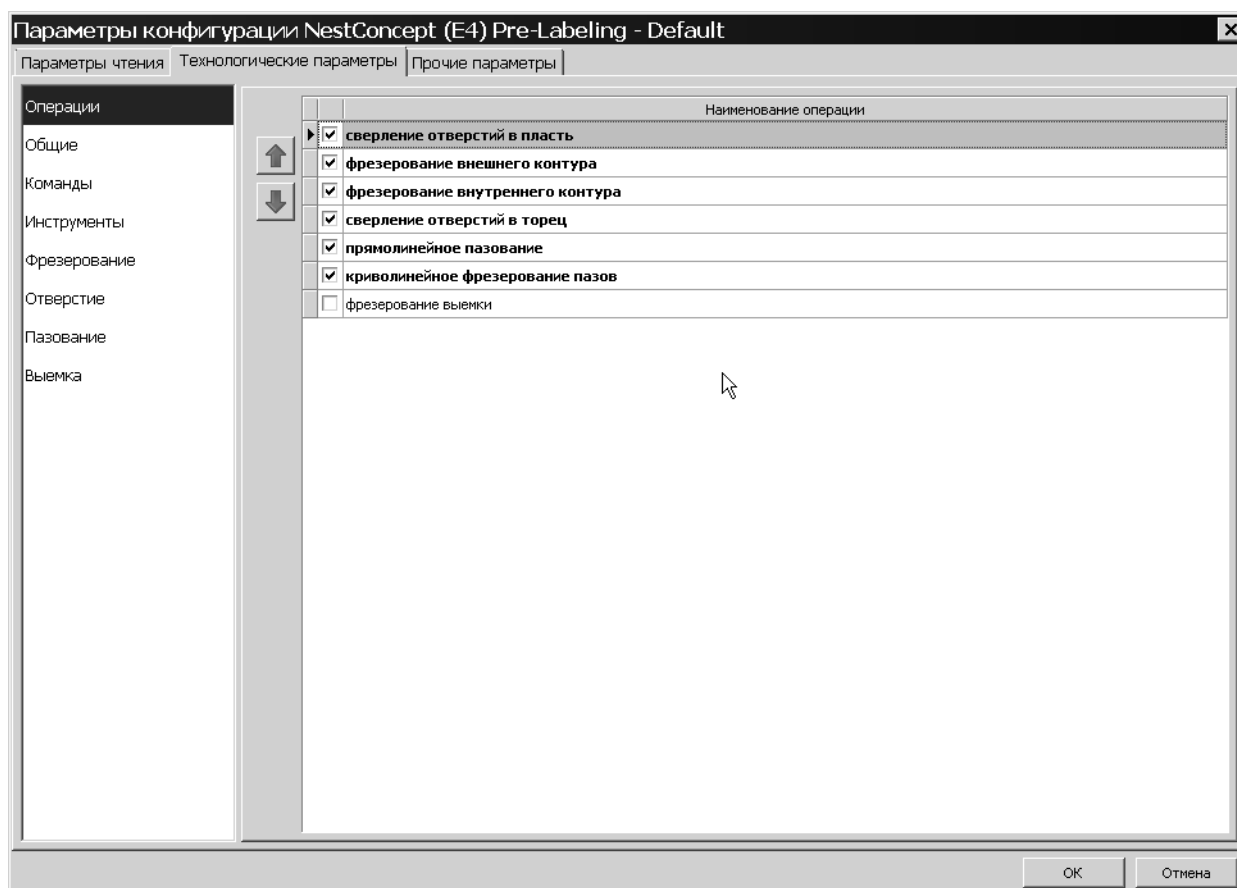 Параметры конфигурации NestConcept (E4) Pre-Labeling - Default
Параметры чтения Технологические параметры Прочие параметры
Операции
Общие
Команды
Инструменты
Фрезерование
Отверстие
Пазование
Выемка
Наименование операции
сверление отверстий в пласть
фрезерование внешнего контура
фрезерование внутреннего контура
сверление отверстий в торец
прямолинейное пазование
криволинейное фрезерование пазов
фрезерование выемки
ОК Отмена